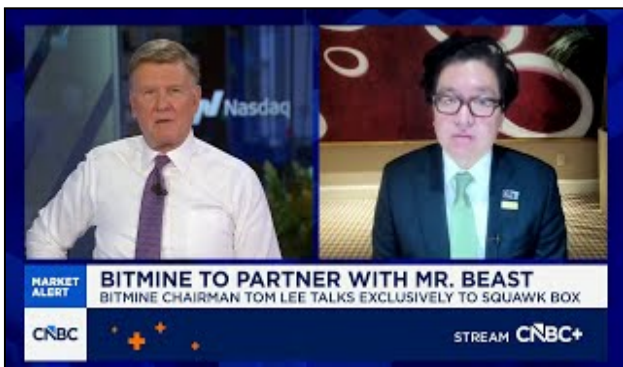 Nasdaq
MARKET
ALERT
BITMINE TO PARTNER WITH MR. BEAST
BITMINE CHAIRMAN TOM LEE TALKS EXCLUSIVELY TO SQUAWK BOX
CNBC
STREAM CNBC+